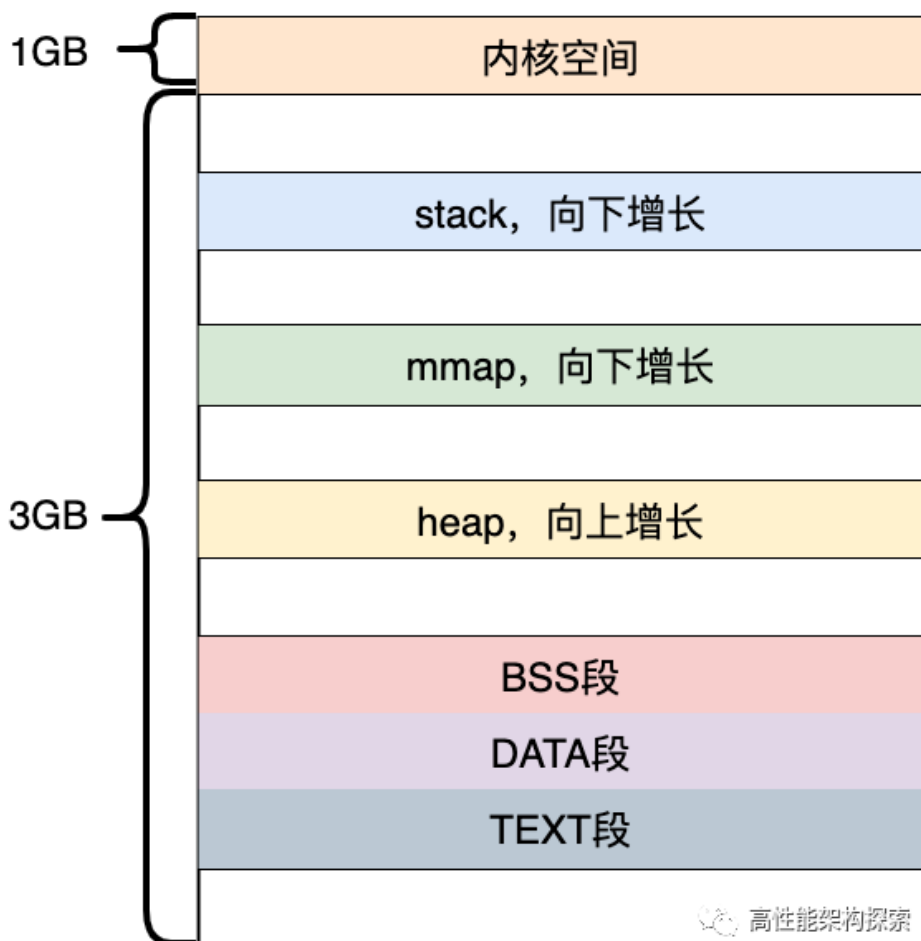 1GB
内核空间
stack，向下增长
mmap，向下增长
3GB
heap，向上增长
BSS段
DATA段
TEXT段
高性能架构探索